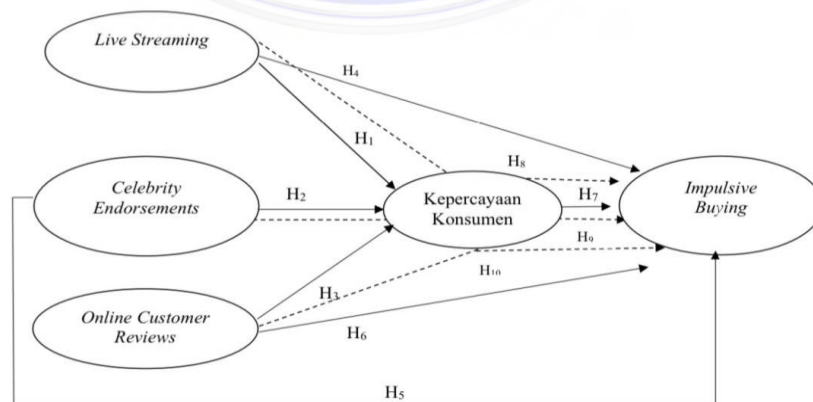 Live Streaming
H4
H1
H8
Celebrity
Endorsements
H2
Kepercayaan
Konsumen
H7
Impulsive
Buying
H9
H10
H3
Online Customer
Reviews
H6
H5